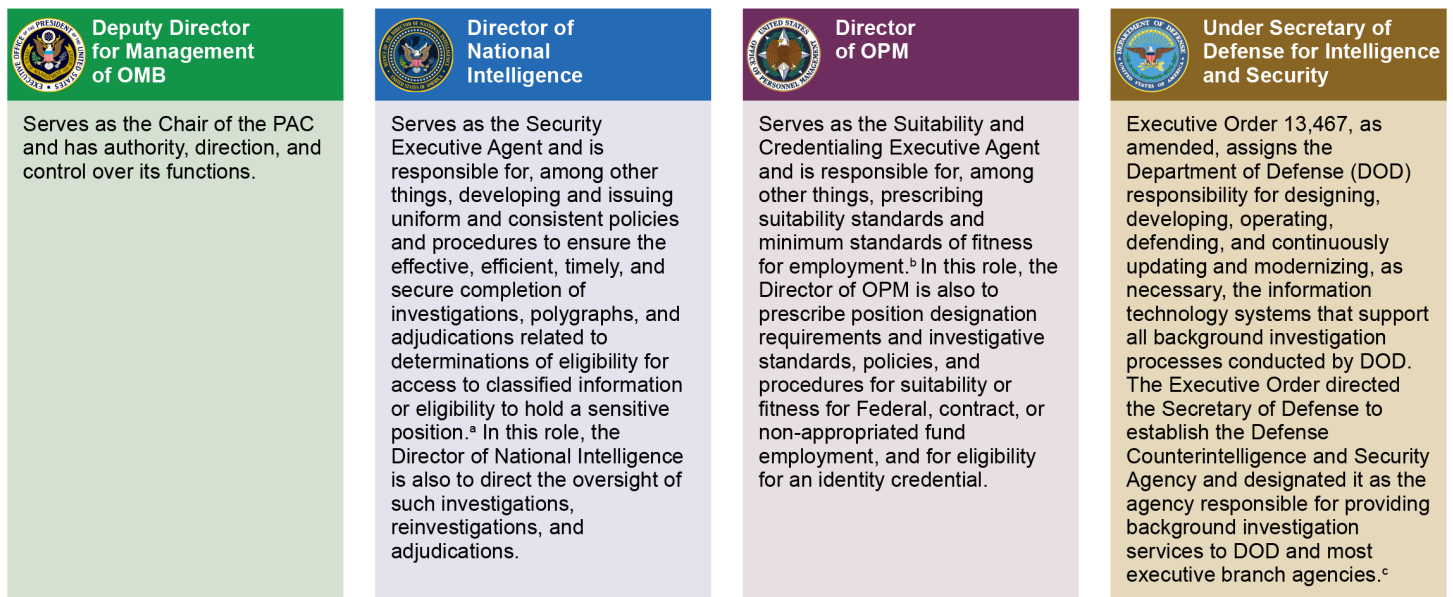 Deputy Director
for Management
of OMB
Serves as the Chair of the PAC
and has authority, direction, and
control over its functions.
Director of
National
Intelligence
Serves as the Security
Executive Agent and is
responsible for, among other
things, developing and issuing
uniform and consistent policies
and procedures to ensure the
effective, efficient, timely, and
secure completion of
investigations, polygraphs, and
adjudications related to
determinations of eligibility for
access to classified information
or eligibility to hold a sensitive
position.ᵃ In this role, the
Director of National Intelligence
is also to direct the oversight of
such investigations,
reinvestigations, and
adjudications.
Director
of OPM
Serves as the Suitability and
Credentialing Executive Agent
and is responsible for, among
other things, prescribing
suitability standards and
minimum standards of fitness
for employment.ᵇ In this role, the
Director of OPM is also to
prescribe position designation
requirements and investigative
standards, policies, and
procedures for suitability or
fitness for Federal, contract, or
non-appropriated fund
employment, and for eligibility
for an identity credential.
Under Secretary of
Defense for Intelligence
and Security
Executive Order 13,467, as
amended, assigns the
Department of Defense (DOD)
responsibility for designing,
developing, operating,
defending, and continuously
updating and modernizing, as
necessary, the information
technology systems that support
all background investigation
processes conducted by DOD.
The Executive Order directed
the Secretary of Defense to
establish the Defense
Counterintelligence and Security
Agency and designated it as the
agency responsible for providing
background investigation
services to DOD and most
executive branch agencies.ᶜ